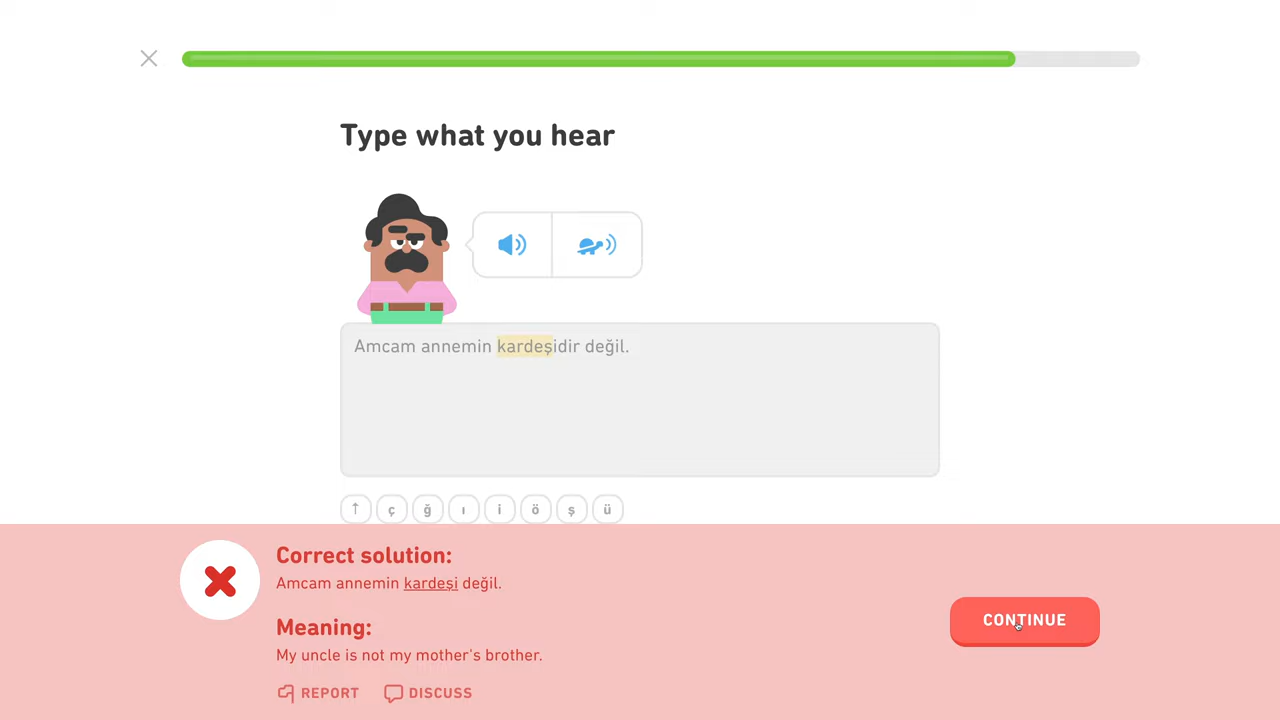 Type what you hear
Amcam annemin kardeşidir değil.
↑ ç ğ ı i ö ş ü
Correct solution:
Amcam annemin kardeşi değil.
Meaning:
My uncle is not my mother's brother.
REPORT DISCUSS
CONTINUE